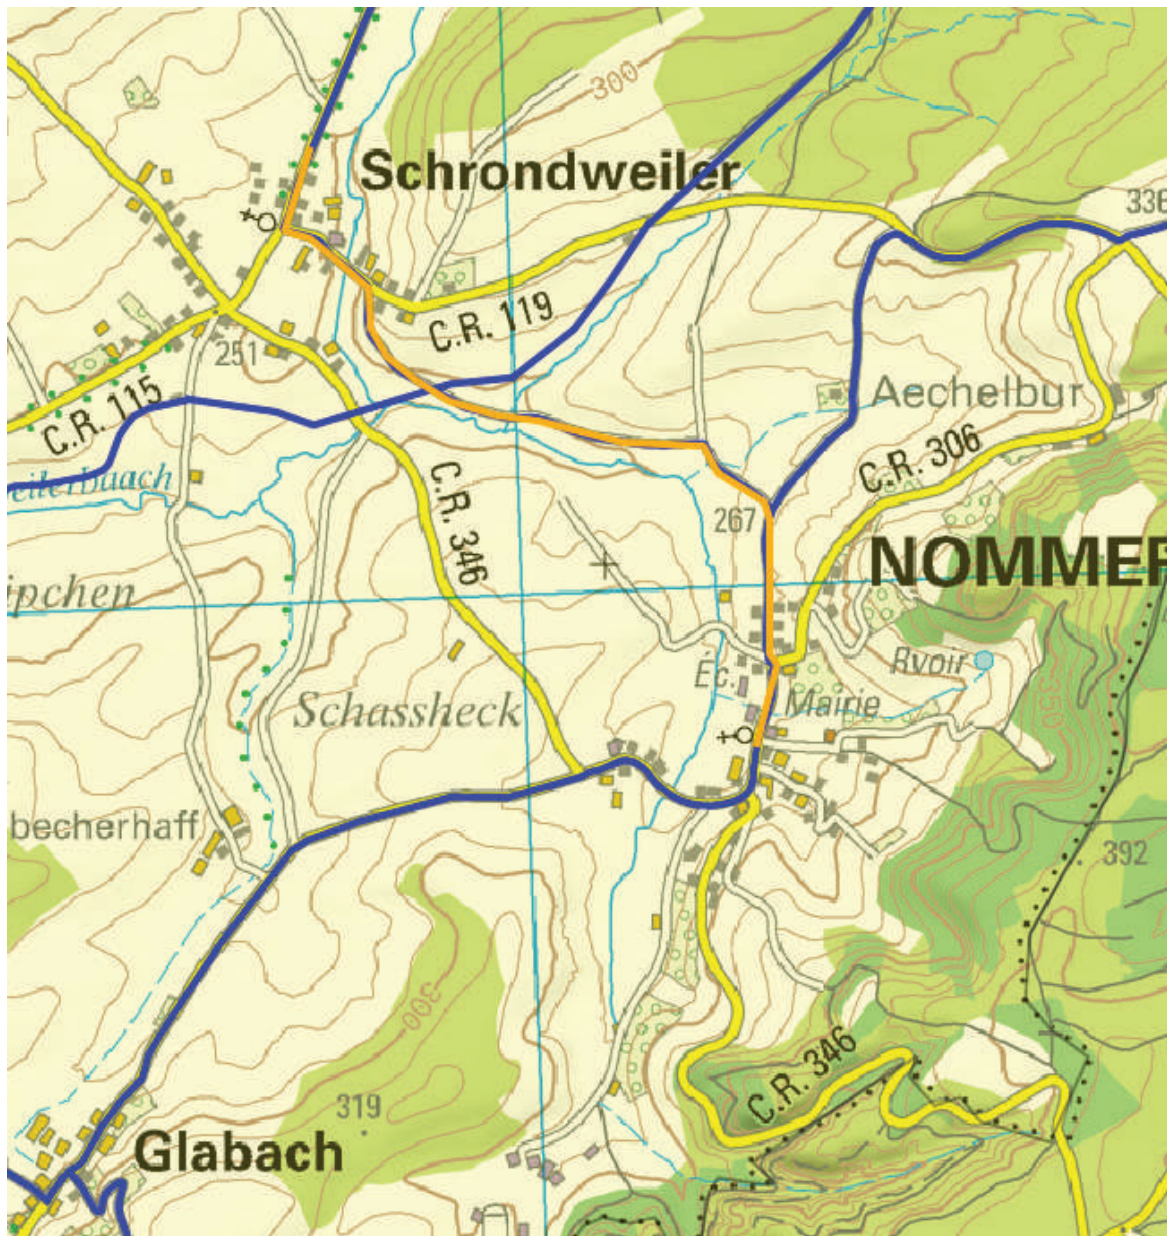 300
Schrondweiler
336
C.R. 119
251
C.R. 115
Aechelbur
C.R. 306
eilerbaach
C.R. 346
267
NOMMER
ipchen
Rvoir
Éc.
Schassheck
Mairie
350
becherhaff
392
300
C.R. 346
319
Glabach